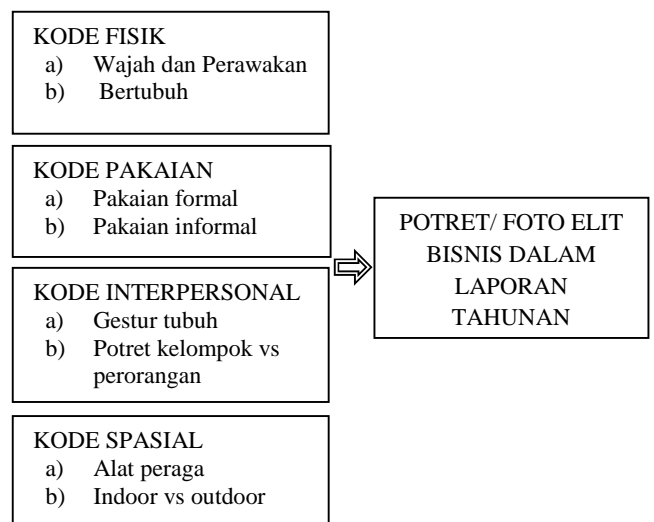 KODE FISIK
a) Wajah dan Perawakan
b) Bertubuh
KODE PAKAIAN
a) Pakaian formal
b) Pakaian informal
KODE INTERPERSONAL
a) Gestur tubuh
b) Potret kelompok vs
perorangan
KODE SPASIAL
a) Alat peraga
b) Indoor vs outdoor
POTRET/ FOTO ELIT
BISNIS DALAM
LAPORAN
TAHUNAN